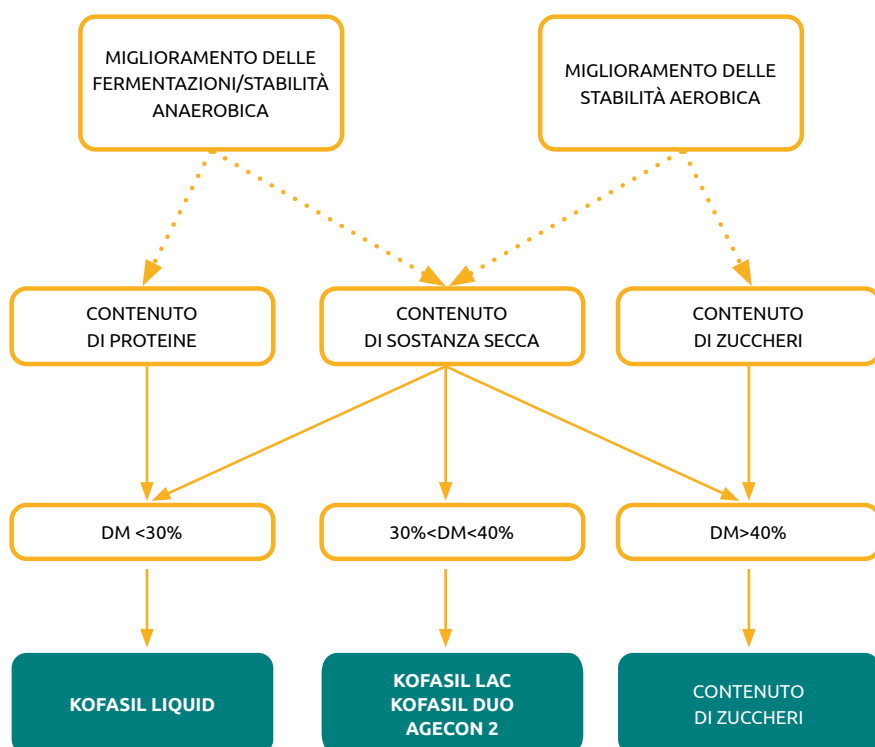 MIGLIORAMENTO DELLE
FERMENTAZIONI/STABILITÀ
ANAEROBICA
MIGLIORAMENTO DELLE
STABILITÀ AEROBICA
CONTENUTO
DI PROTEINE
CONTENUTO
DI SOSTANZA SECCA
CONTENUTO
DI ZUCCHERI
DM <30%
30%<DM<40%
DM>40%
KOFASIL LIQUID
KOFASIL LAC
KOFASIL DUO
AGECON 2
CONTENUTO
DI ZUCCHERI